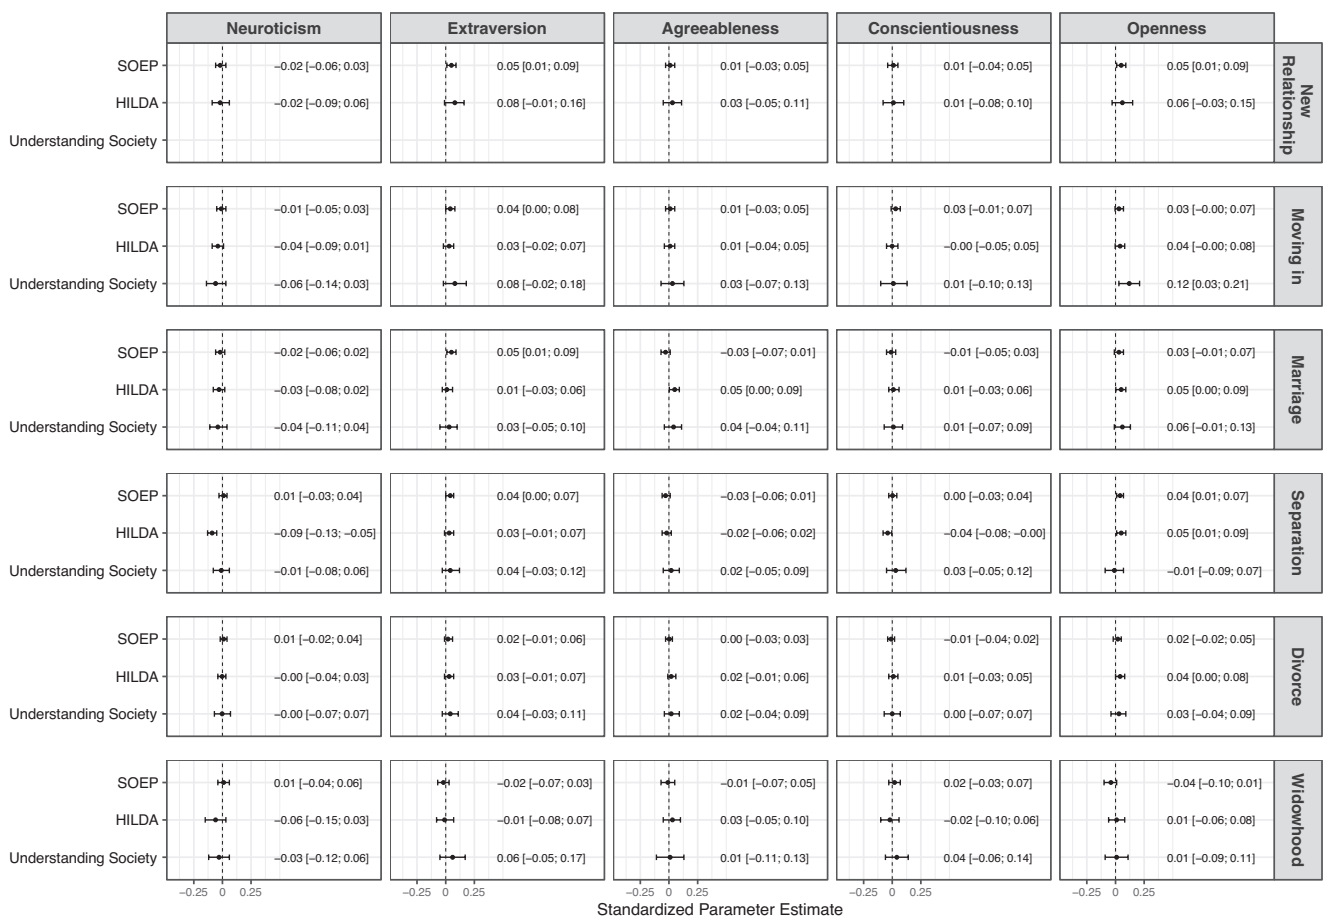 Neuroticism Extraversion Agreeableness Conscientiousness Openness
New Relationship
SOEP −0.02 [−0.06; 0.03] 0.05 [0.01; 0.09] 0.01 [−0.03; 0.05] 0.01 [−0.04; 0.05] 0.05 [0.01; 0.09]
HILDA −0.02 [−0.09; 0.06] 0.08 [−0.01; 0.16] 0.03 [−0.05; 0.11] 0.01 [−0.08; 0.10] 0.06 [−0.03; 0.15]
Understanding Society
Moving in
SOEP −0.01 [−0.05; 0.03] 0.04 [0.00; 0.08] 0.01 [−0.03; 0.05] 0.03 [−0.01; 0.07] 0.03 [−0.00; 0.07]
HILDA −0.04 [−0.09; 0.01] 0.03 [−0.02; 0.07] 0.01 [−0.04; 0.05] −0.00 [−0.05; 0.05] 0.04 [−0.00; 0.08]
Understanding Society −0.06 [−0.14; 0.03] 0.08 [−0.02; 0.18] 0.03 [−0.07; 0.13] 0.01 [−0.10; 0.13] 0.12 [0.03; 0.21]
Marriage
SOEP −0.02 [−0.06; 0.02] 0.05 [0.01; 0.09] −0.03 [−0.07; 0.01] −0.01 [−0.05; 0.03] 0.03 [−0.01; 0.07]
HILDA −0.03 [−0.08; 0.02] 0.01 [−0.03; 0.06] 0.05 [0.00; 0.09] 0.01 [−0.03; 0.06] 0.05 [0.00; 0.09]
Understanding Society −0.04 [−0.11; 0.04] 0.03 [−0.05; 0.10] 0.04 [−0.04; 0.11] 0.01 [−0.07; 0.09] 0.06 [−0.01; 0.13]
Separation
SOEP 0.01 [−0.03; 0.04] 0.04 [0.00; 0.07] −0.03 [−0.06; 0.01] 0.00 [−0.03; 0.04] 0.04 [0.01; 0.07]
HILDA −0.09 [−0.13; −0.05] 0.03 [−0.01; 0.07] −0.02 [−0.06; 0.02] −0.04 [−0.08; −0.00] 0.05 [0.01; 0.09]
Understanding Society −0.01 [−0.08; 0.06] 0.04 [−0.03; 0.12] 0.02 [−0.05; 0.09] 0.03 [−0.05; 0.12] −0.01 [−0.09; 0.07]
Divorce
SOEP 0.01 [−0.02; 0.04] 0.02 [−0.01; 0.06] 0.00 [−0.03; 0.03] −0.01 [−0.04; 0.02] 0.02 [−0.02; 0.05]
HILDA −0.00 [−0.04; 0.03] 0.03 [−0.01; 0.07] 0.02 [−0.01; 0.06] 0.01 [−0.03; 0.05] 0.04 [0.00; 0.08]
Understanding Society −0.00 [−0.07; 0.07] 0.04 [−0.03; 0.11] 0.02 [−0.04; 0.09] 0.00 [−0.07; 0.07] 0.03 [−0.04; 0.09]
Widowhood
SOEP 0.01 [−0.04; 0.06] −0.02 [−0.07; 0.03] −0.01 [−0.07; 0.05] 0.02 [−0.03; 0.07] −0.04 [−0.10; 0.01]
HILDA −0.06 [−0.15; 0.03] −0.01 [−0.08; 0.07] 0.03 [−0.05; 0.10] −0.02 [−0.10; 0.06] 0.01 [−0.06; 0.08]
Understanding Society −0.03 [−0.12; 0.06] 0.06 [−0.05; 0.17] 0.01 [−0.11; 0.13] 0.04 [−0.06; 0.14] 0.01 [−0.09; 0.11]
−0.25 0 0.25 −0.25 0 0.25 −0.25 0 0.25 −0.25 0 0.25 −0.25 0 0.25
Standardized Parameter Estimate